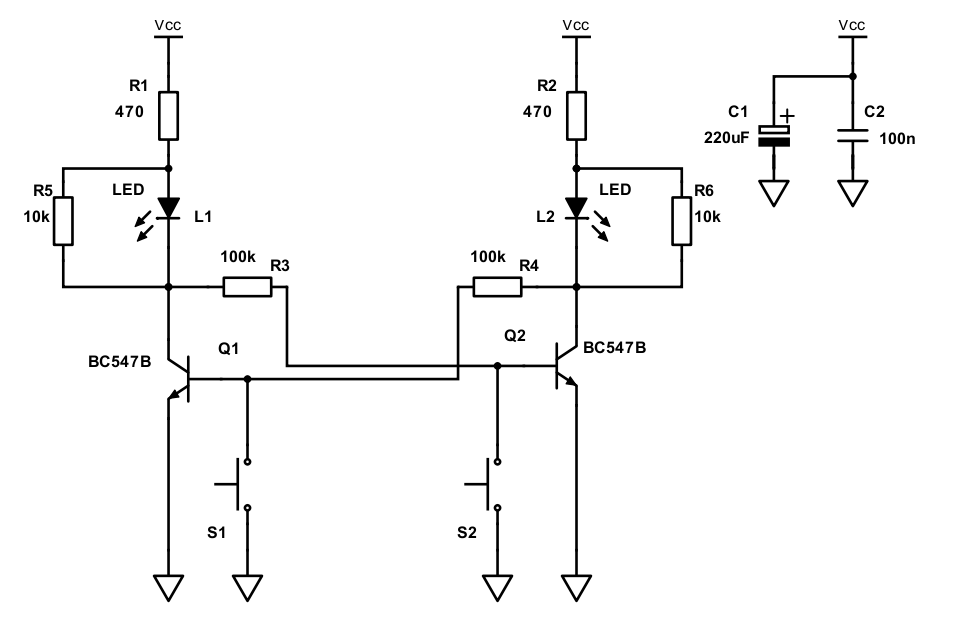 Vcc
Vcc
Vcc
R1
470
R2
470
C1
+
220uF
C2
100n
R5
10k
LED
L1
LED
L2
R6
10k
100k
R3
100k
R4
BC547B
Q1
Q2
BC547B
S1
S2